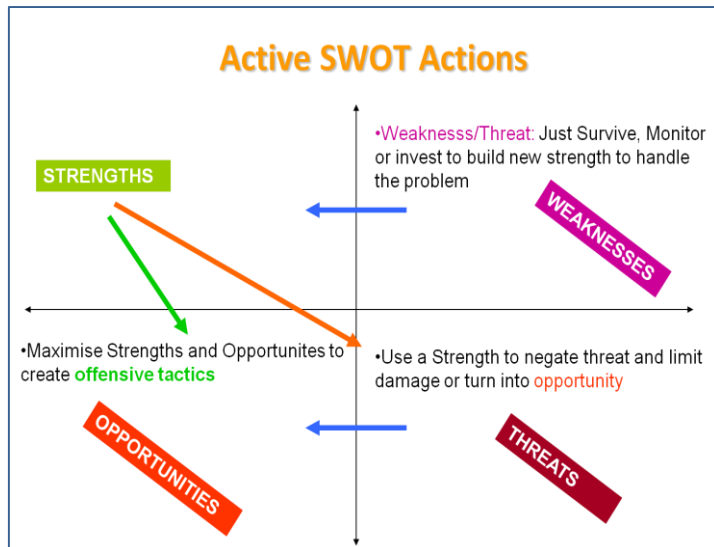 Active SWOT Actions
•Weaknesss/Threat: Just Survive, Monitor
or invest to build new strength to handle
the problem
STRENGTHS
WEAKNESSES
•Maximise Strengths and Opportunites to
create offensive tactics
•Use a Strength to negate threat and limit
damage or turn into opportunity
OPPORTUNITIES
THREATS